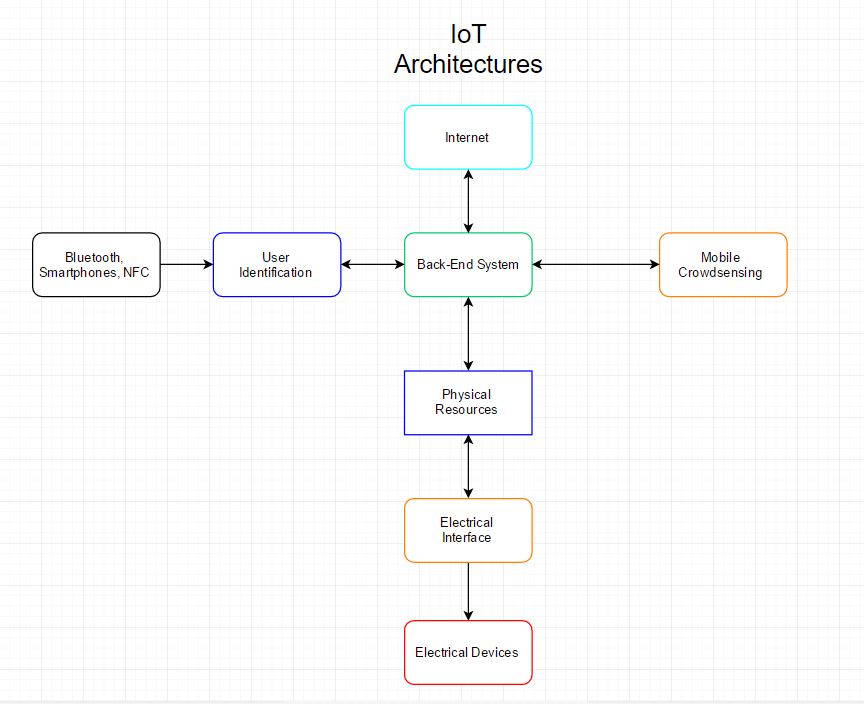 IoT
Architectures
Internet
Bluetooth,
Smartphones, NFC
User
Identification
Back-End System
Mobile
Crowdsensing
Physical
Resources
Electrical
Interface
Electrical Devices